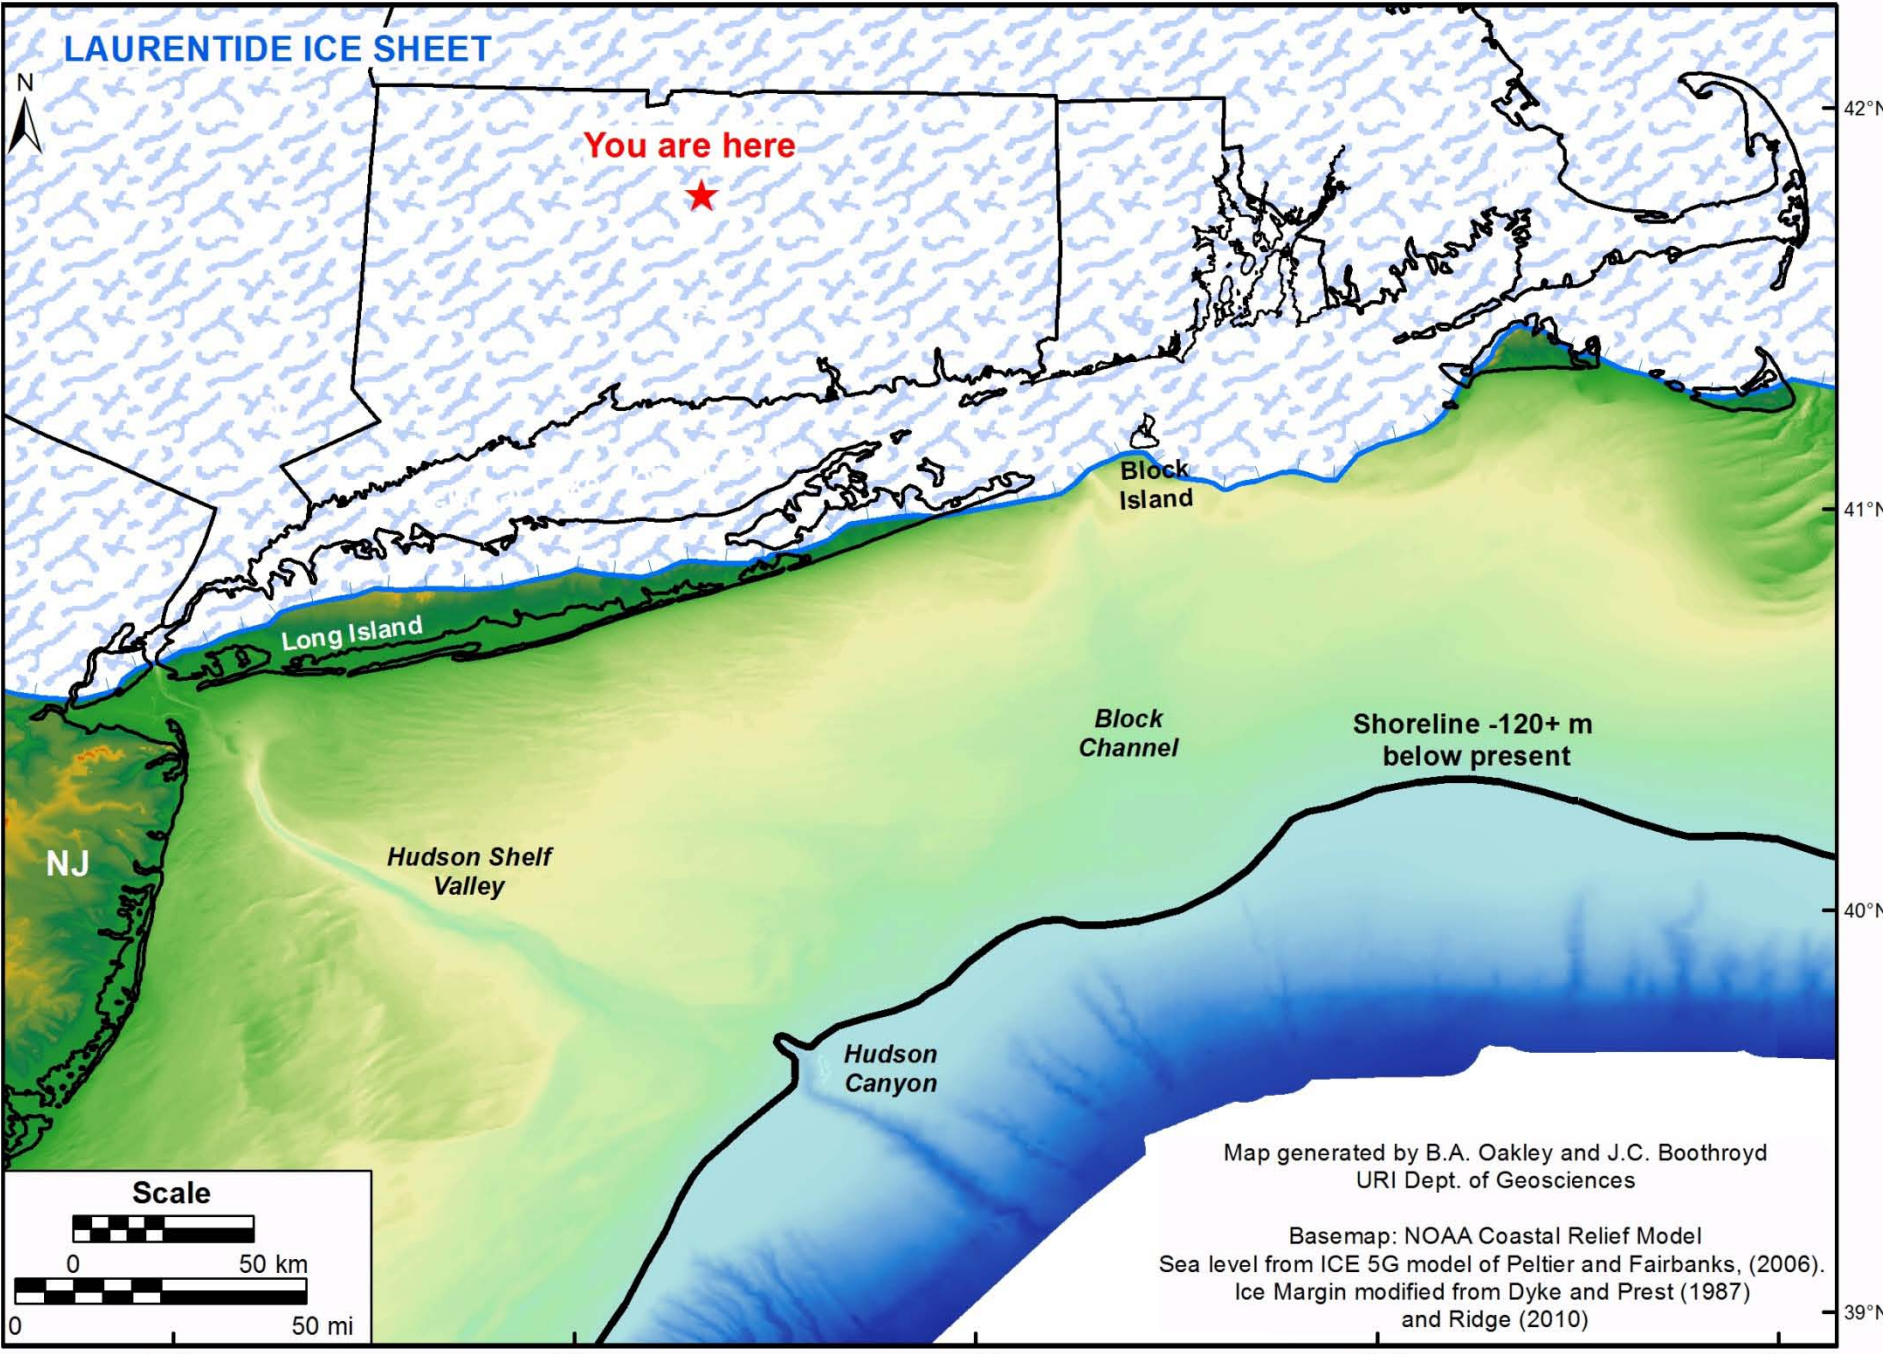 LAURENTIDE ICE SHEET
N
42°N
You are here
Block
Island
41°N
Long Island
Block
Channel
Shoreline -120+ m
below present
NJ
Hudson Shelf
Valley
40°N
Hudson
Canyon
Map generated by B.A. Oakley and J.C. Boothroyd
URI Dept. of Geosciences
Scale
0 50 km
0 50 mi
Basemap: NOAA Coastal Relief Model
Sea level from ICE 5G model of Peltier and Fairbanks, (2006).
Ice Margin modified from Dyke and Prest (1987)
and Ridge (2010)
39°N